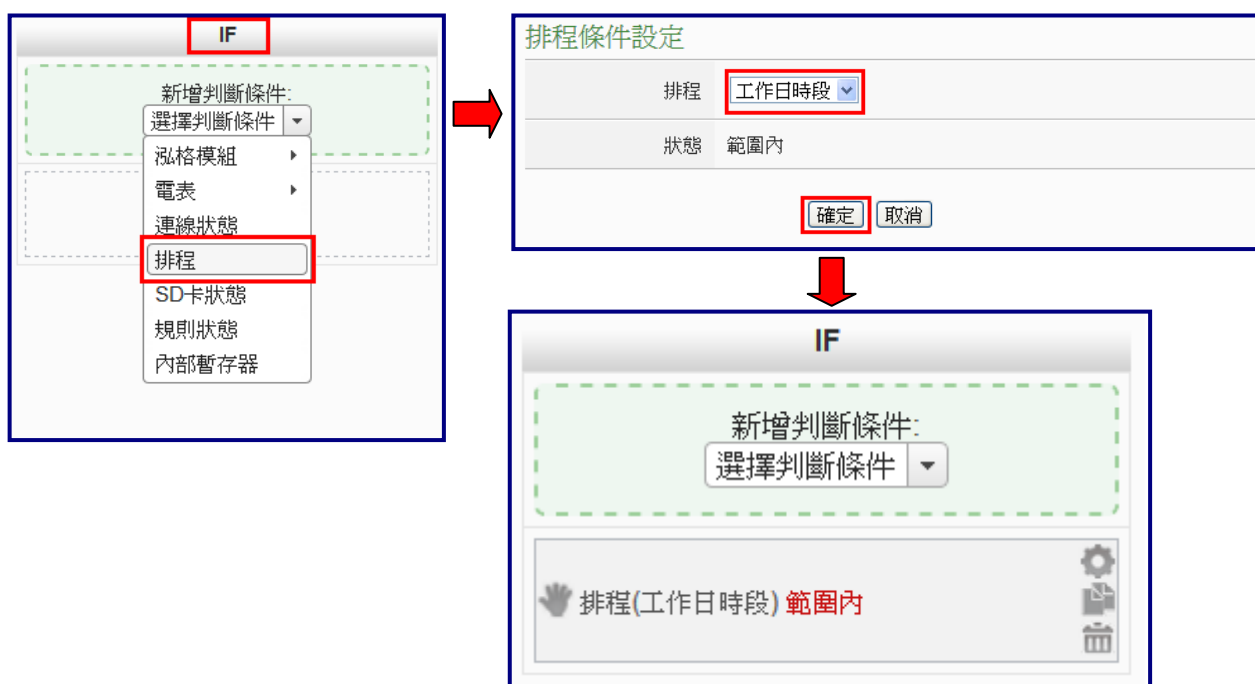 IF
新增判斷條件:
選擇判斷條件
泓格模組
電表
連線狀態
排程
SD卡狀態
規則狀態
內部暫存器
排程條件設定
排程 工作日時段
狀態 範圍內
確定 取消
IF
新增判斷條件:
選擇判斷條件
排程(工作日時段) 範圍內